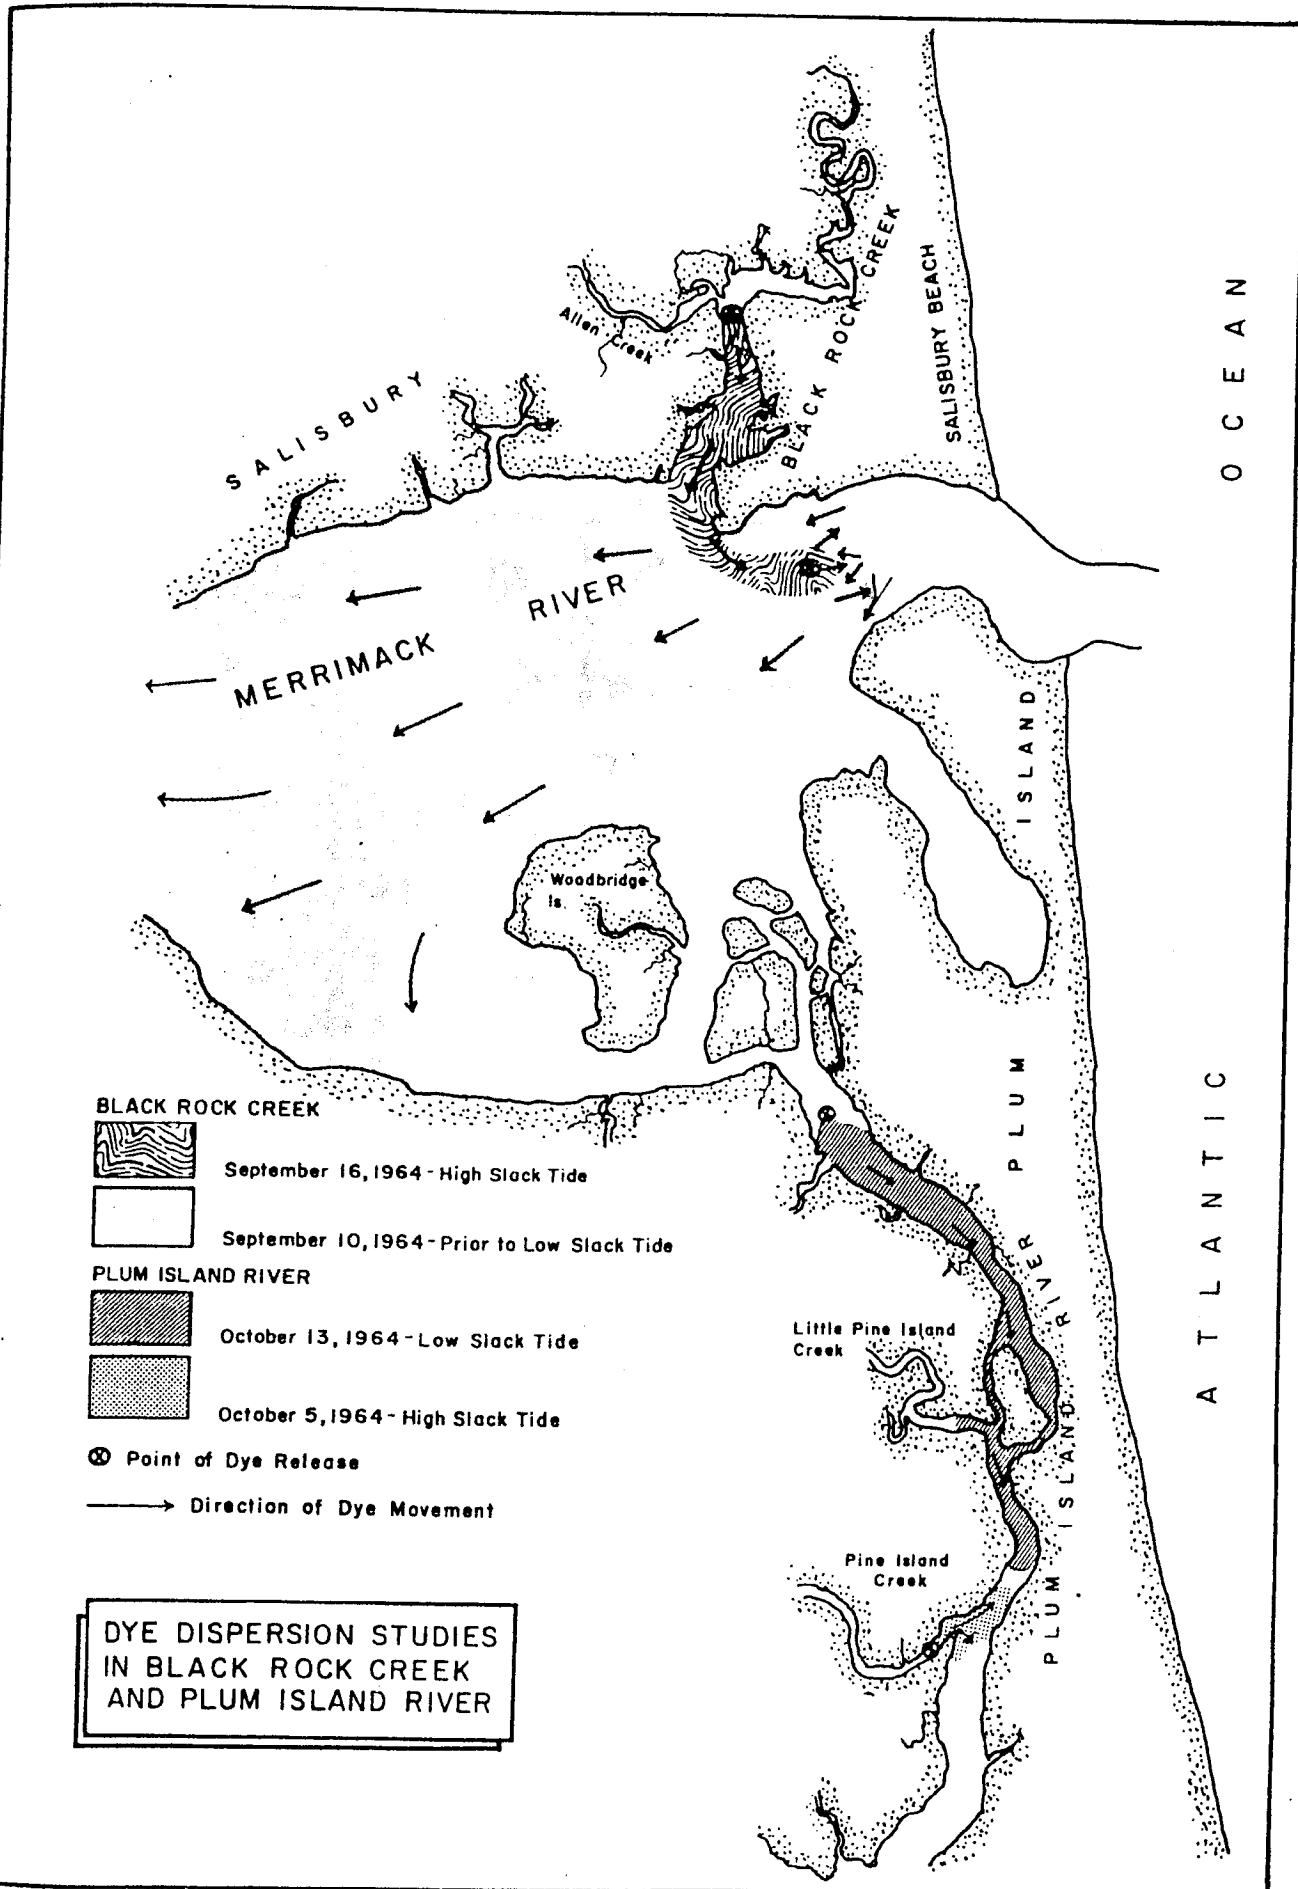 BLACK ROCK CREEK
SALISBURY BEACH
OCEAN
Allen Creek
SALISBURY
MERRIMACK RIVER
ISLAND
Woodbridge
Is.
PLUM
ATLANTIC
BLACK ROCK CREEK
September 16, 1964 - High Slack Tide
September 10, 1964 - Prior to Low Slack Tide
PLUM ISLAND RIVER
October 13, 1964 - Low Slack Tide
October 5, 1964 - High Slack Tide
Point of Dye Release
Direction of Dye Movement
Little Pine Island
Creek
PLUM ISLAND RIVER
Pine Island
Creek
DYE DISPERSION STUDIES
IN BLACK ROCK CREEK
AND PLUM ISLAND RIVER